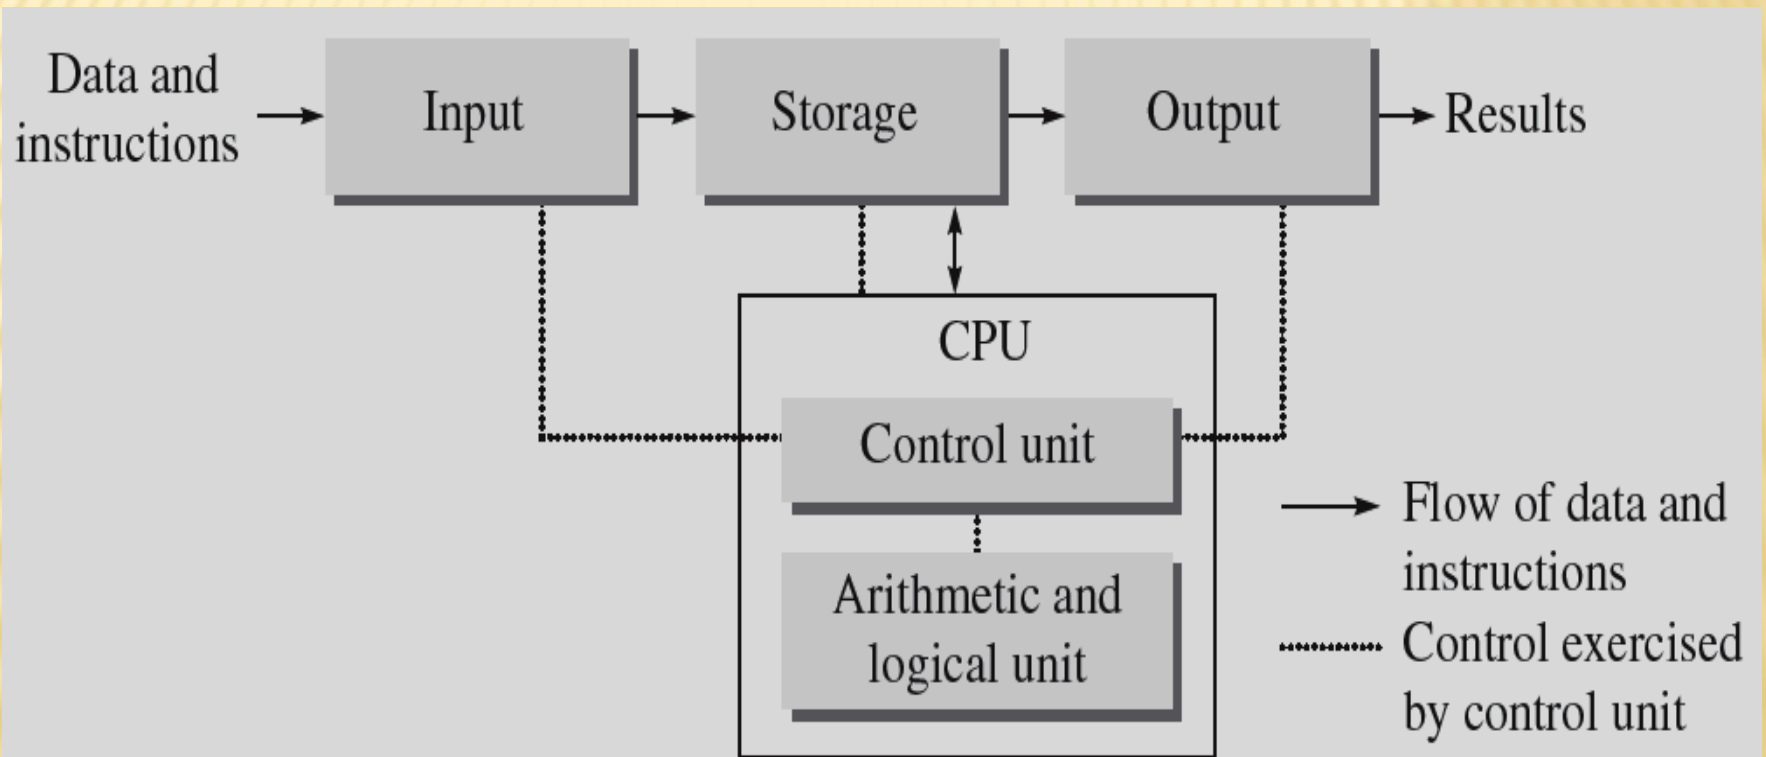 Data and
instructions
Input
Storage
Output
Results
CPU
Control unit
Arithmetic and
logical unit
Flow of data and
instructions
Control exercised
by control unit